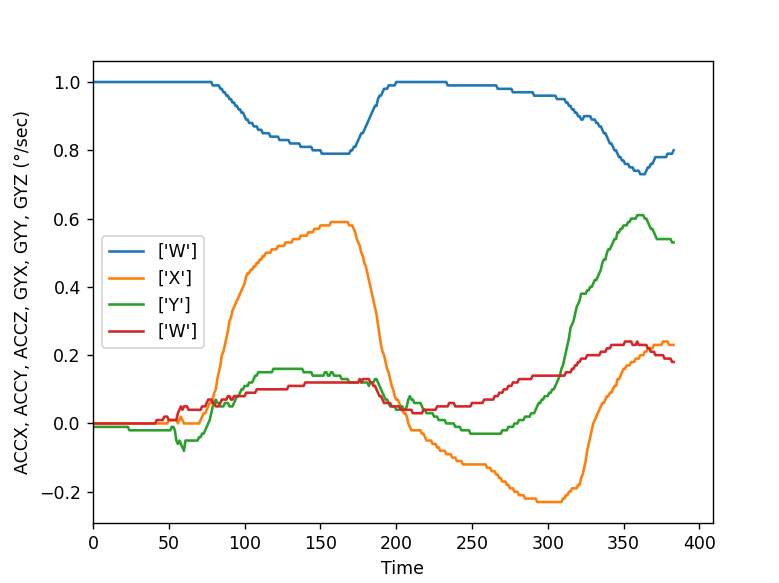 ACCX, ACCY, ACCZ, GYX, GYY, GYZ (°/sec)
1.0
0.8
0.6
0.4
0.2
0.0
−0.2
['W']
['X']
['Y']
['W']
0 50 100 150 200 250 300 350 400
Time